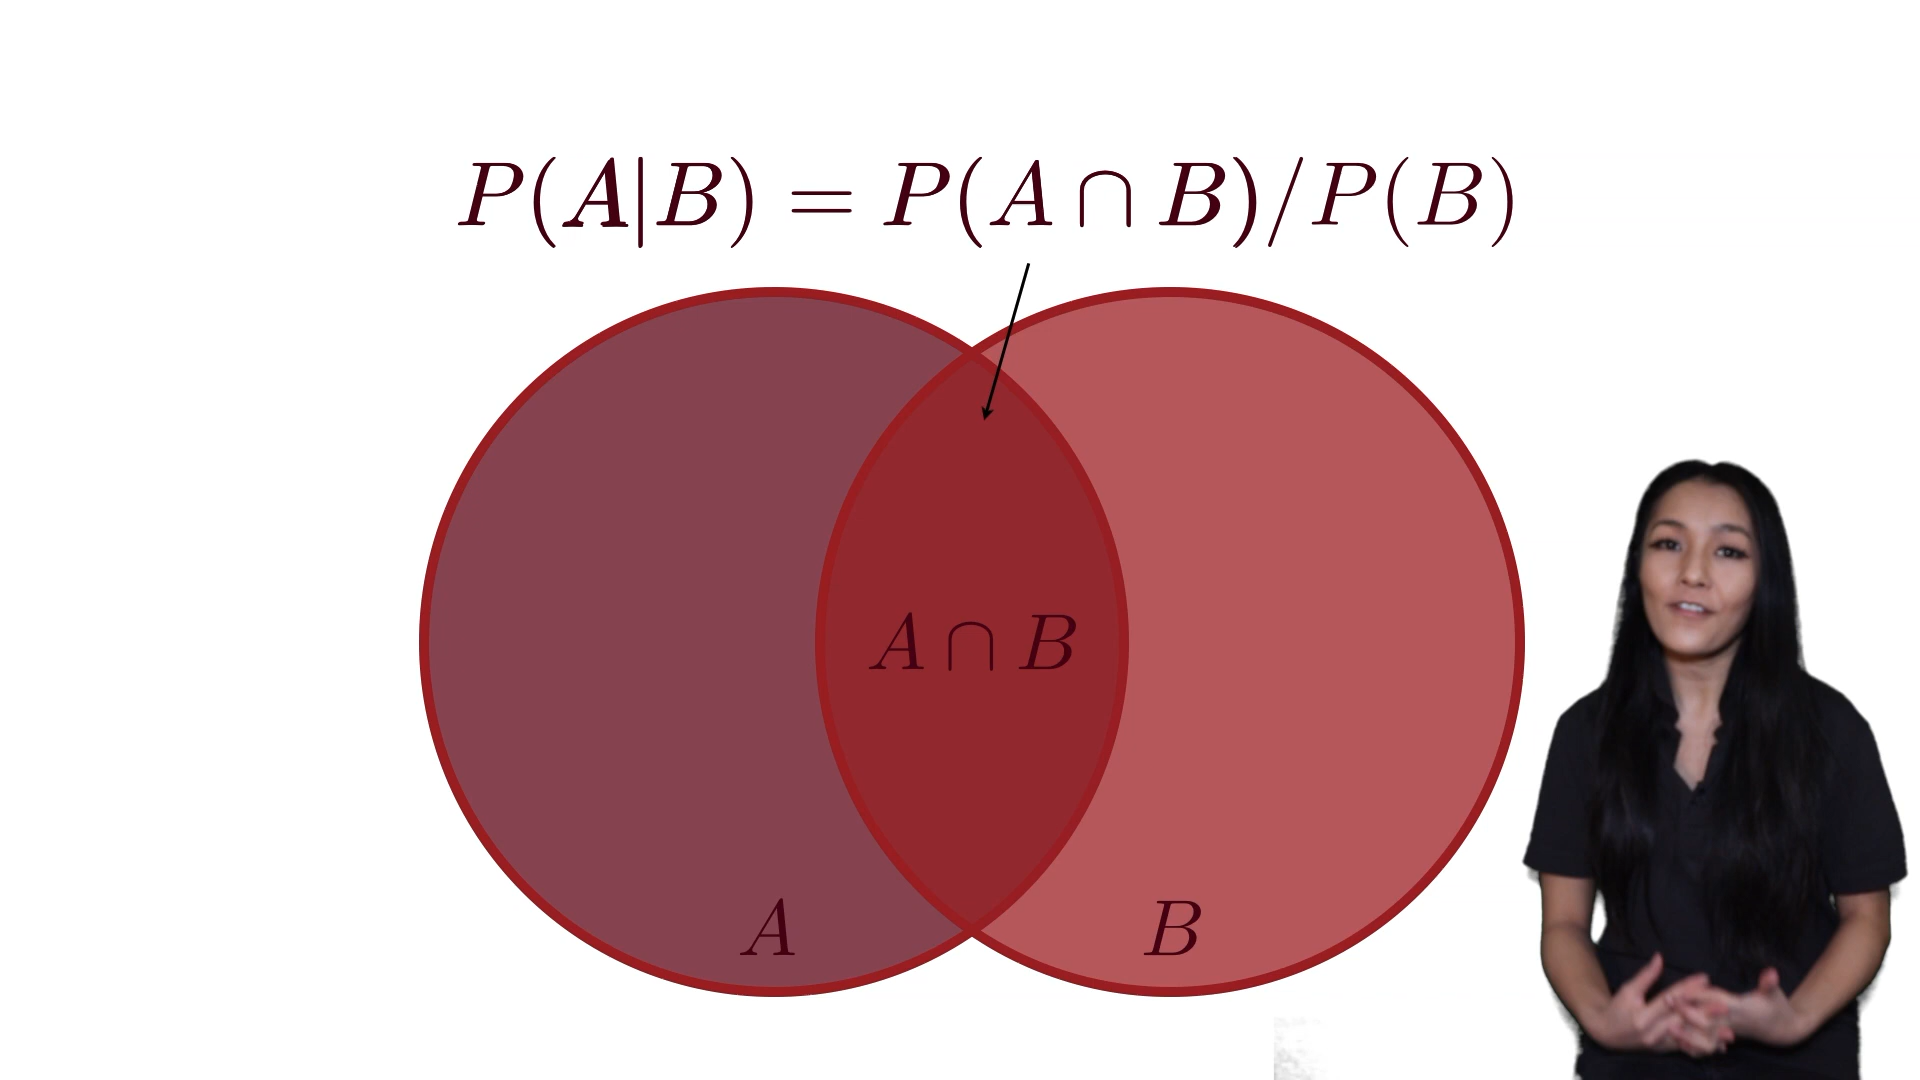 P(A|B) = P(A ∩ B)/P(B)
A ∩ B
A B